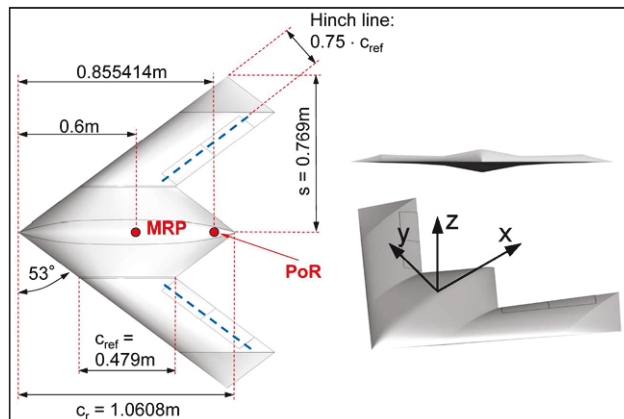 Hinch line:
0.75 · c_ref
0.855414m
0.6m
s = 0.769m
MRP
PoR
53°
c_ref =
0.479m
c_r = 1.0608m
y
z
x